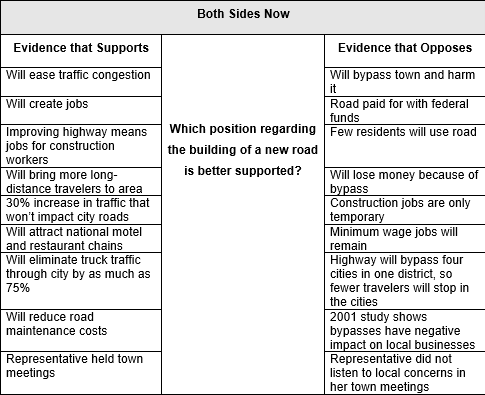 Both Sides Now
Evidence that Supports
Will ease traffic congestion
Will create jobs
Improving highway means
jobs for construction
workers
Will bring more long-
distance travelers to area
30% increase in traffic that
won't impact city roads
Will attract national motel
and restaurant chains
Will eliminate truck traffic
through city by as much as
75%
Will reduce road
maintenance costs
Representative held town
meetings
Which position regarding
the building of a new road
is better supported?
Evidence that Opposes
Will bypass town and harm
it
Road paid for with federal
funds
Few residents will use road
Will lose money because of
bypass
Construction jobs are only
temporary
Minimum wage jobs will
remain
Highway will bypass four
cities in one district, so
fewer travelers will stop in
the cities
2001 study shows
bypasses have negative
impact on local businesses
Representative did not
listen to local concerns in
her town meetings